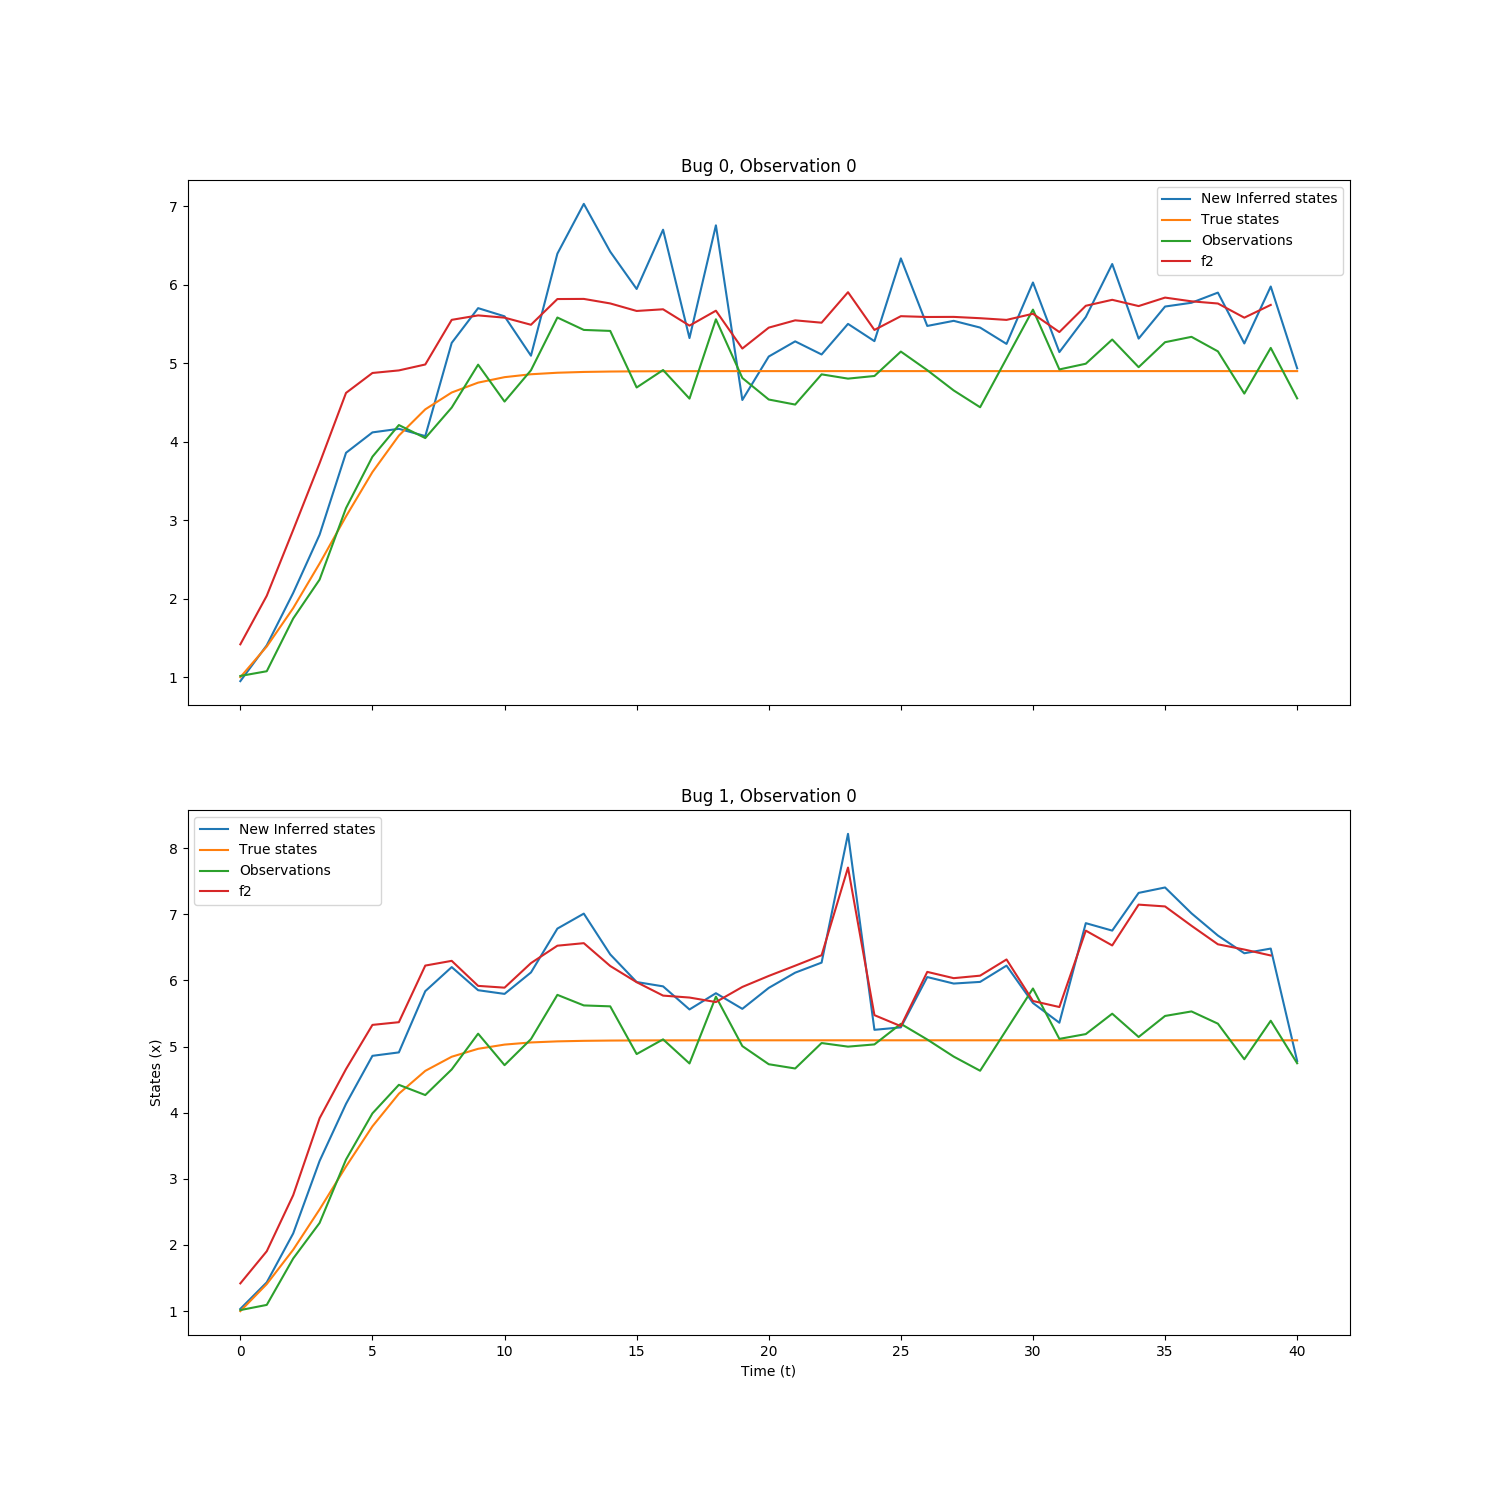 Bug 0, Observation 0
7
6
5
4
3
2
1
New Inferred states
True states
Observations
f2
Bug 1, Observation 0
New Inferred states
True states
Observations
f2
States (x)
8
7
6
5
4
3
2
1
0 5 10 15 20 25 30 35 40
Time (t)